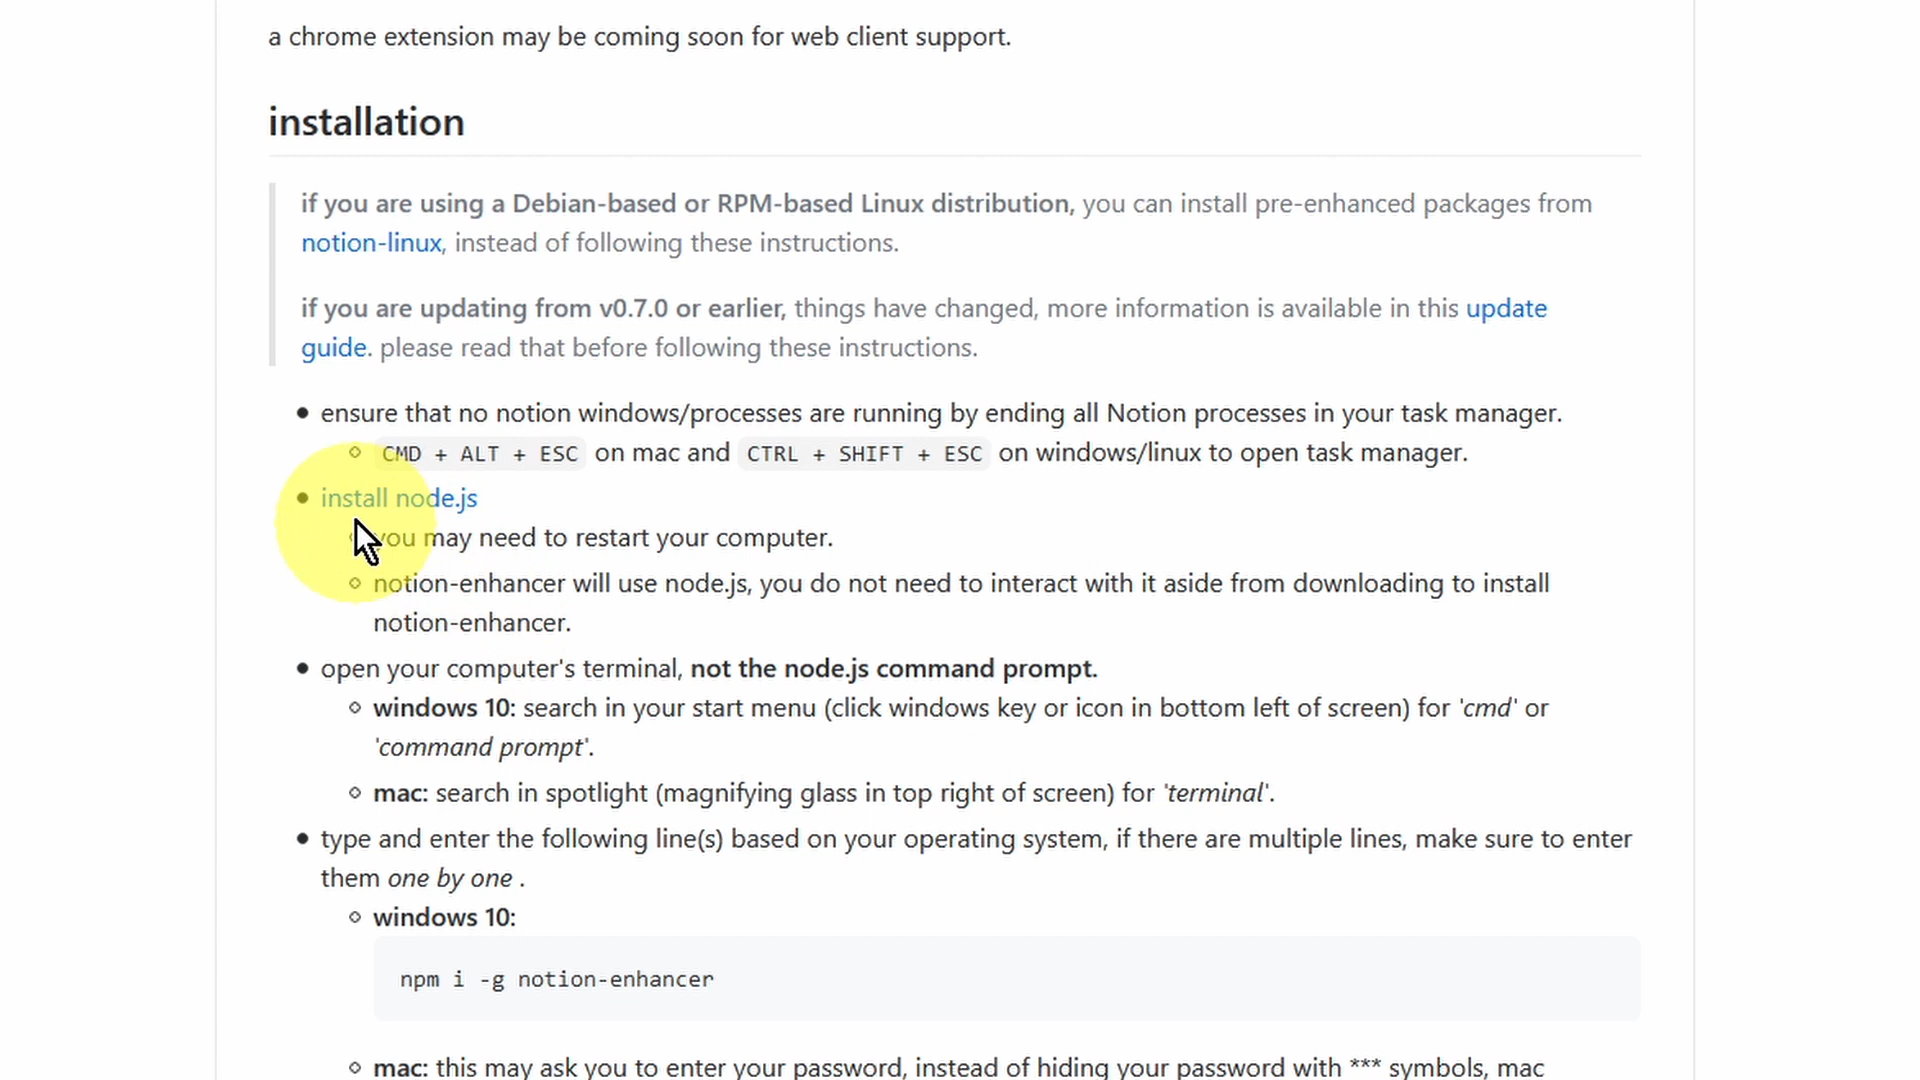 a chrome extension may be coming soon for web client support.
installation
if you are using a Debian-based or RPM-based Linux distribution, you can install pre-enhanced packages from
notion-linux, instead of following these instructions.
if you are updating from v0.7.0 or earlier, things have changed, more information is available in this update
guide. please read that before following these instructions.
ensure that no notion windows/processes are running by ending all Notion processes in your task manager.
CMD + ALT + ESC on mac and CTRL + SHIFT + ESC on windows/linux to open task manager.
install node.js
you may need to restart your computer.
notion-enhancer will use node.js, you do not need to interact with it aside from downloading to install
notion-enhancer.
open your computer's terminal, not the node.js command prompt.
windows 10: search in your start menu (click windows key or icon in bottom left of screen) for 'cmd' or
'command prompt'.
mac: search in spotlight (magnifying glass in top right of screen) for 'terminal'.
type and enter the following line(s) based on your operating system, if there are multiple lines, make sure to enter
them one by one .
windows 10:
npm i -g notion-enhancer
mac: this may ask you to enter your password, instead of hiding your password with *** symbols, mac